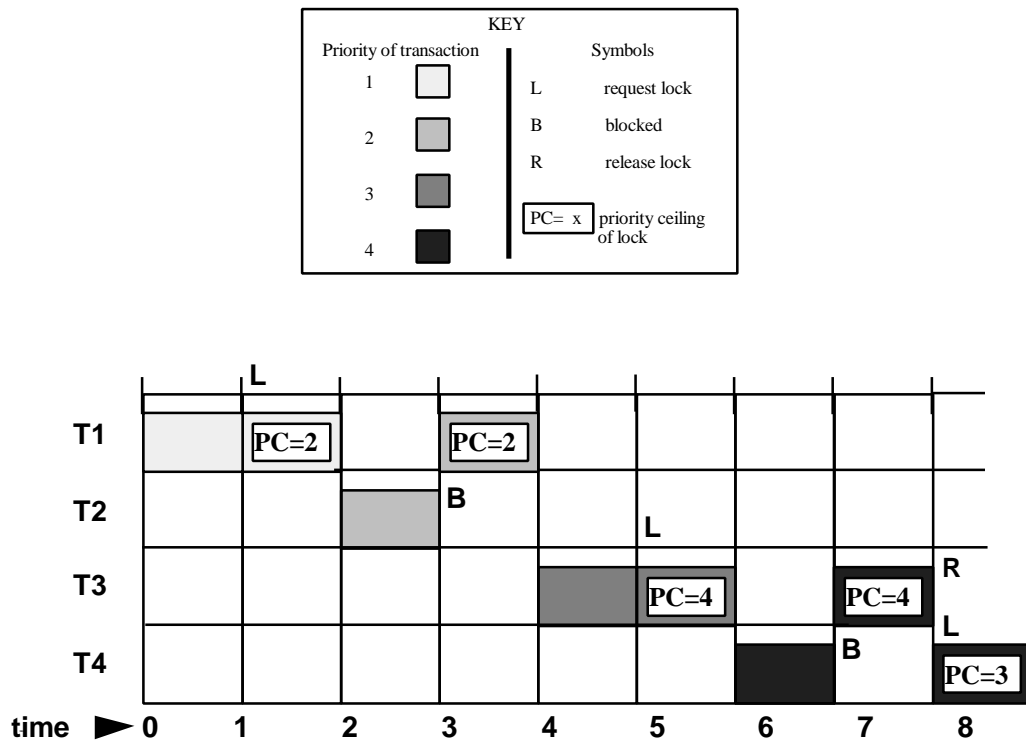 KEY
Priority of transaction
Symbols
1
L request lock
2
B blocked
3
R release lock
4
PC= x priority ceiling
of lock
L
T1 PC=2 PC=2
T2 B
L
T3 PC=4 PC=4 R
L
T4 B PC=3
time 0 1 2 3 4 5 6 7 8